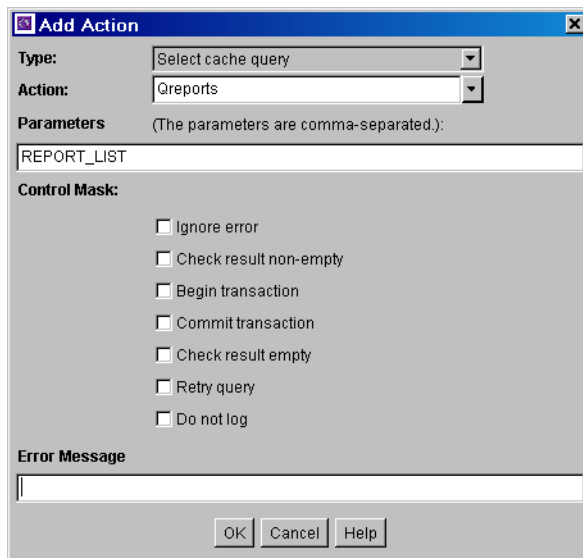 Add Action
Type: Select cache query
Action: Qreports
Parameters (The parameters are comma-separated.):
REPORT_LIST
Control Mask:
Ignore error
Check result non-empty
Begin transaction
Commit transaction
Check result empty
Retry query
Do not log
Error Message
OK Cancel Help